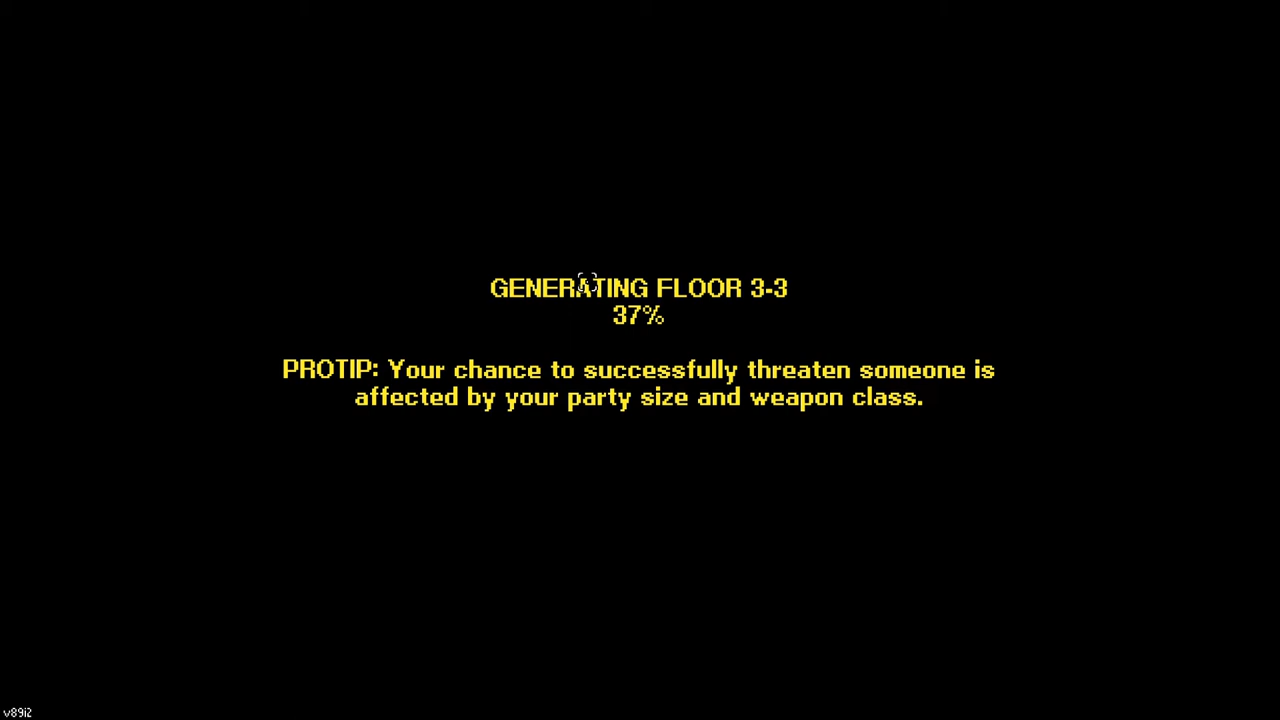 GENERATING FLOOR 3-3
37%
PROTIP: Your chance to successfully threaten someone is
affected by your party size and weapon class.
v89i2